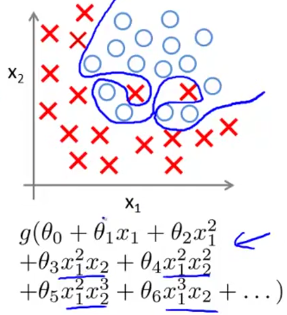 x₂
x₁
g(θ₀ + θ₁x₁ + θ₂x₁²
+θ₃x₁²x₂ + θ₄x₁²x₂²
+θ₅x₁²x₂³ + θ₆x₁³x₂ + . . . )